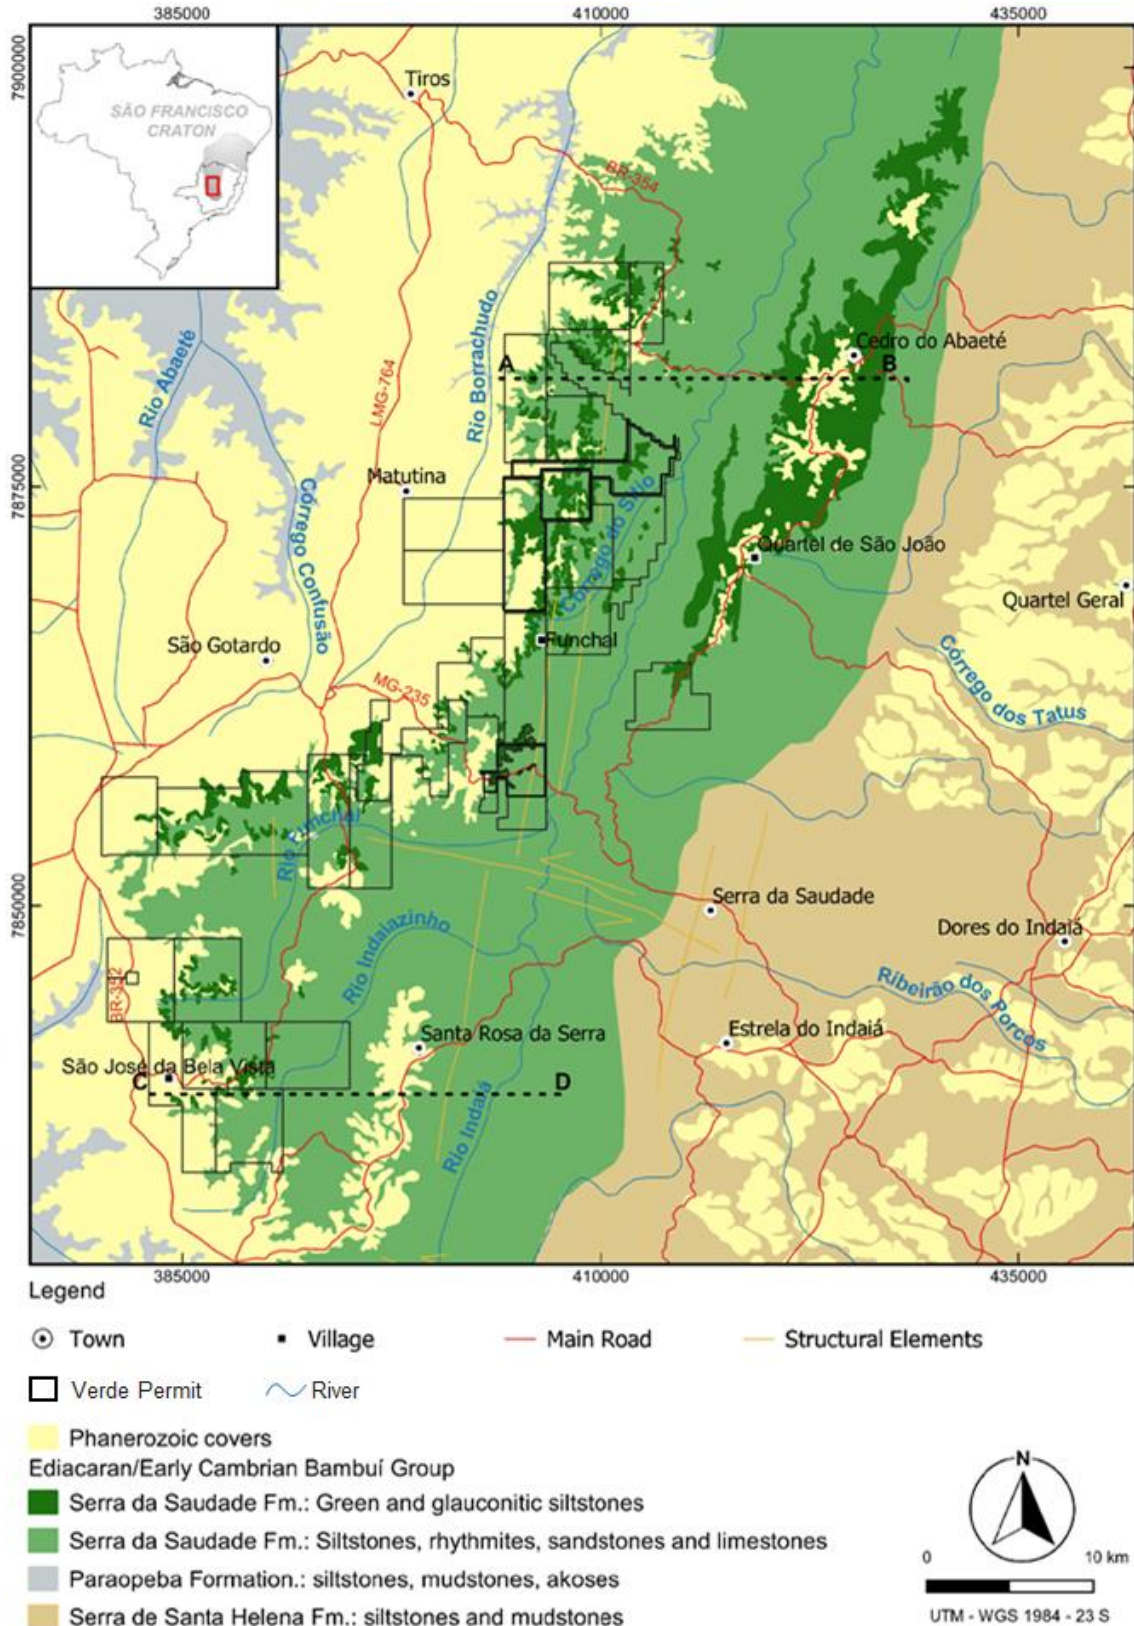 385000 410000 435000
7900000
SÃO FRANCISCO
CRATON
Tiros
BR-354
Rio Abaeté
LMG-764
Rio Borrachudo
Cedro do Abaeté
A B
7875000
Matutina
Córrego Confusão
Córrego do Sítio
Quartel de São João
Quartel Geral
São Gotardo
Funchal
MG-235
Córrego dos Tatus
Rio Funchal
7850000
Serra da Saudade
Dores do Indaiá
Rio Indaiazinho
BR-352
Ribeirão dos Porcos
Santa Rosa da Serra
Estrela do Indaiá
São José da Bela Vista
C D
Rio Indaiá
385000 410000 435000
Legend
Town Village Main Road Structural Elements
Verde Permit River
Phanerozoic covers
Ediacaran/Early Cambrian Bambuí Group
Serra da Saudade Fm.: Green and glauconitic siltstones
Serra da Saudade Fm.: Siltstones, rhythmites, sandstones and limestones
Paraopeba Formation.: siltstones, mudstones, akoses
Serra de Santa Helena Fm.: siltstones and mudstones
N
0 10 km
UTM - WGS 1984 - 23 S